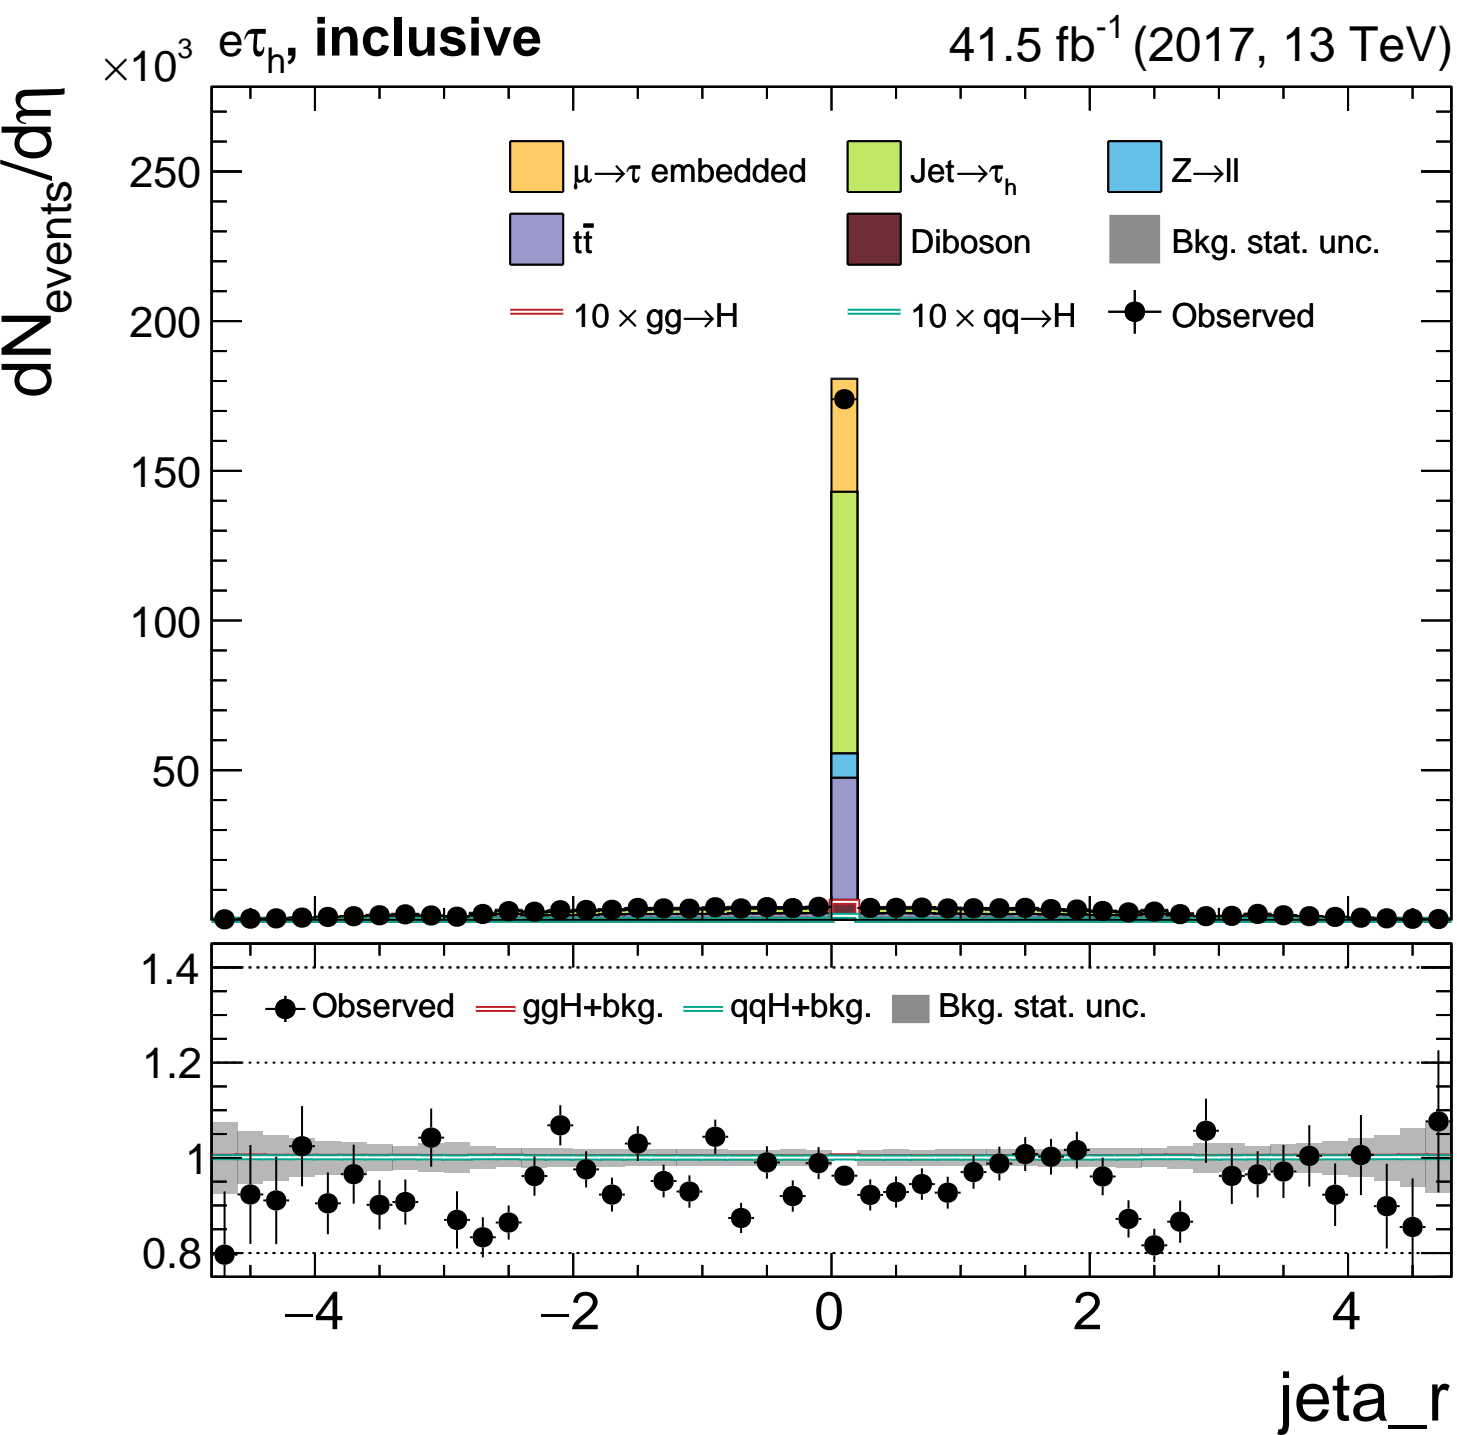 ×10³ eτₕ, inclusive 41.5 fb⁻¹ (2017, 13 TeV)
dN_events/dη
250
200
150
100
50
μ→τ embedded Jet→τₕ Z→ll
tt̄ Diboson Bkg. stat. unc.
10 × gg→H 10 × qq→H Observed
1.4
1.2
1
0.8
Observed ggH+bkg. qqH+bkg. Bkg. stat. unc.
−4 −2 0 2 4
jeta_r